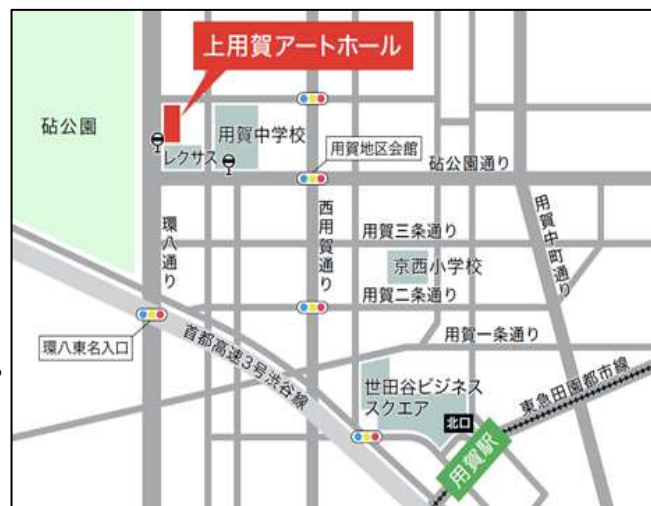 上用賀アートホール
砧公園
用賀中学校
レクサス
用賀地区会館
砧公園通り
環八通り
西用賀通り
用賀三条通り
用賀中町通り
京西小学校
用賀二条通り
環八東名入口
首都高速3号渋谷線
用賀一条通り
世田谷ビジネス
スクエア
東急田園都市線
北口
用賀駅